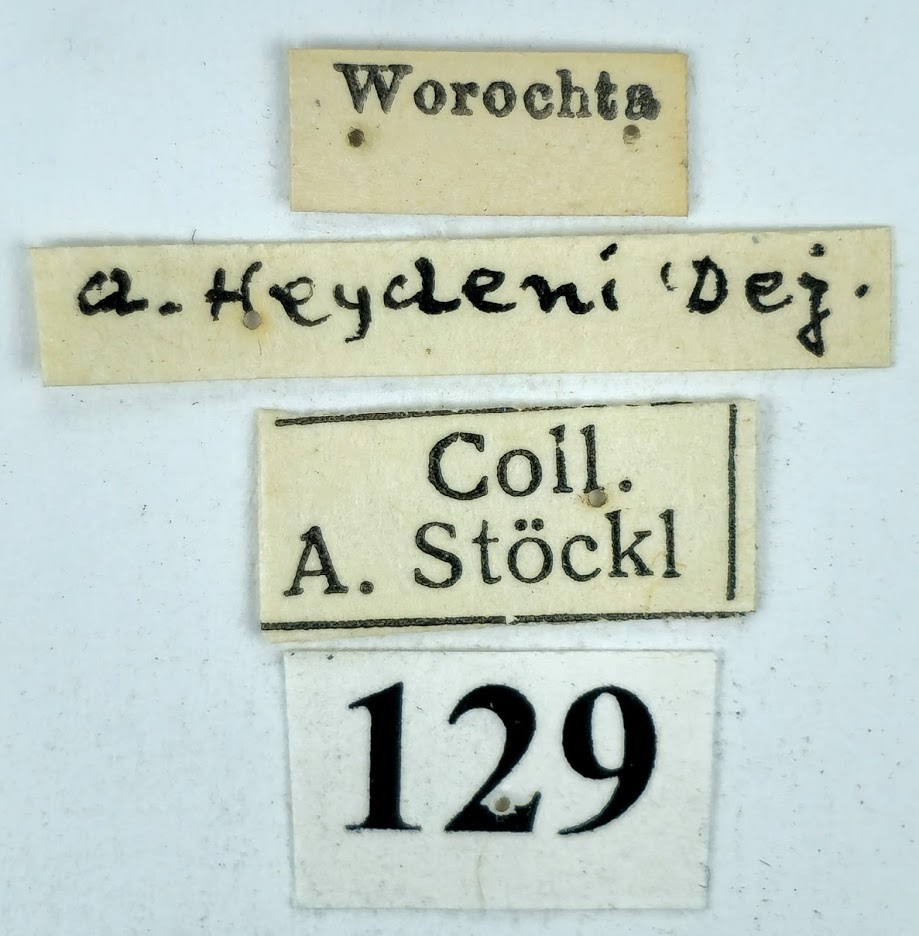 Worochta
a. Heydeni Dej.
Coll.
A. Stöckl
129